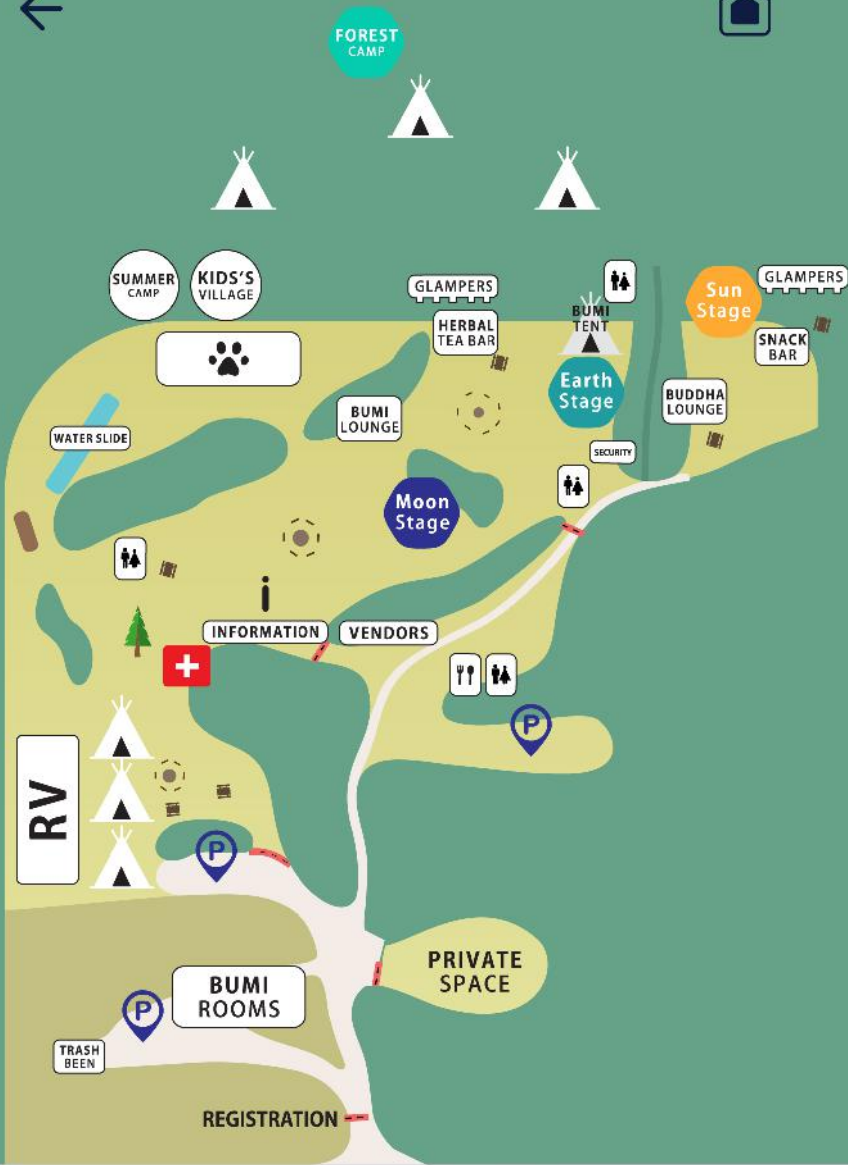 FOREST
CAMP
SUMMER
CAMP
KIDS'S
VILLAGE
GLAMPERS
HERBAL
TEA BAR
BUMI
TENT
Sun
Stage
GLAMPERS
SNACK
BAR
Earth
Stage
BUDDHA
LOUNGE
BUMI
LOUNGE
WATER SLIDE
SECURITY
Moon
Stage
i
INFORMATION
VENDORS
P
RV
P
PRIVATE
SPACE
BUMI
ROOMS
P
TRASH
BEEN
REGISTRATION